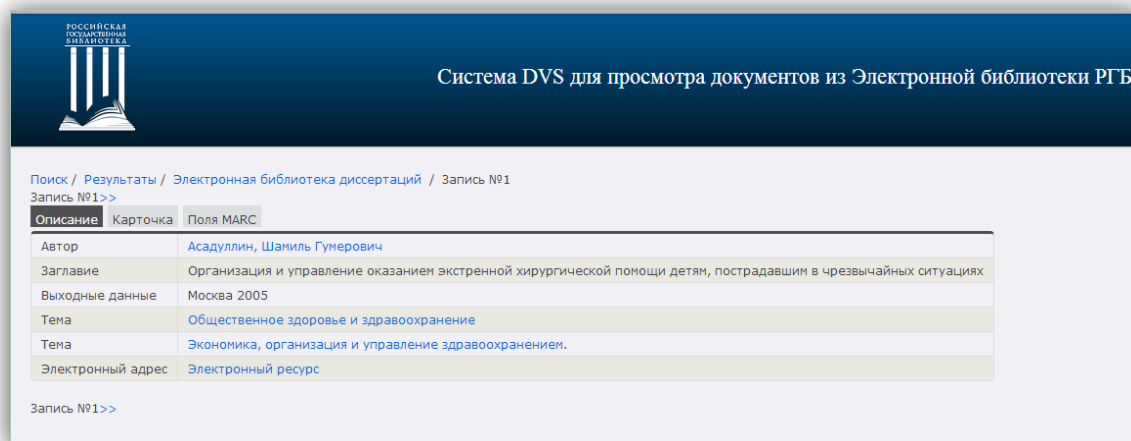 РОССИЙСКАЯ
ГОСУДАРСТВЕННАЯ
БИБЛИОТЕКА
Система DVS для просмотра документов из Электронной библиотеки РГБ
Поиск / Результаты / Электронная библиотека диссертаций / Запись №1
Запись №1>>
Описание Карточка Поля MARC
Автор Асадуллин, Шамиль Гумерович
Заглавие Организация и управление оказанием экстренной хирургической помощи детям, пострадавшим в чрезвычайных ситуациях
Выходные данные Москва 2005
Тема Общественное здоровье и здравоохранение
Тема Экономика, организация и управление здравоохранением.
Электронный адрес Электронный ресурс
Запись №1>>